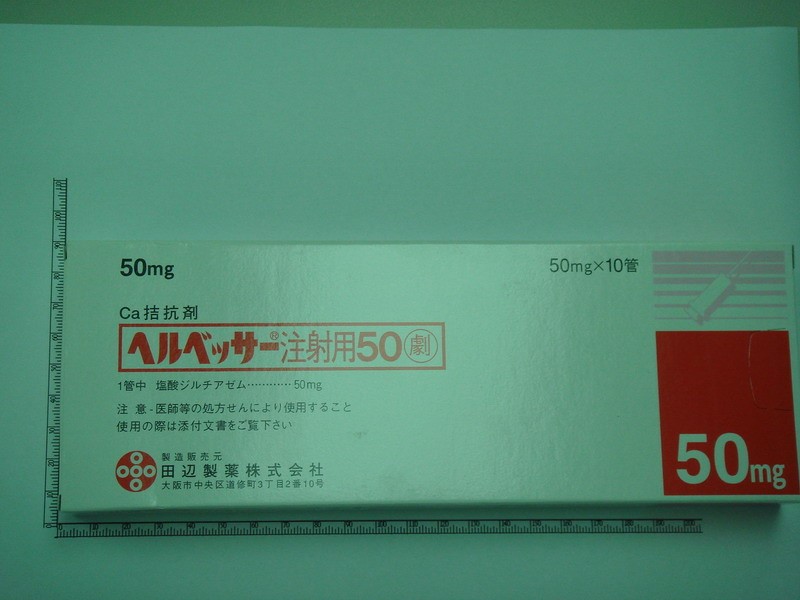 50mg
50mg×10管
Ca拮抗剤
ヘルベッサー®注射用50劇
1管中 塩酸ジルチアゼム…………50mg
注 意-医師等の処方せんにより使用すること
使用の際は添付文書をご覧下さい
製造販売元
田辺製薬株式会社
大阪市中央区道修町3丁目2番10号
50mg